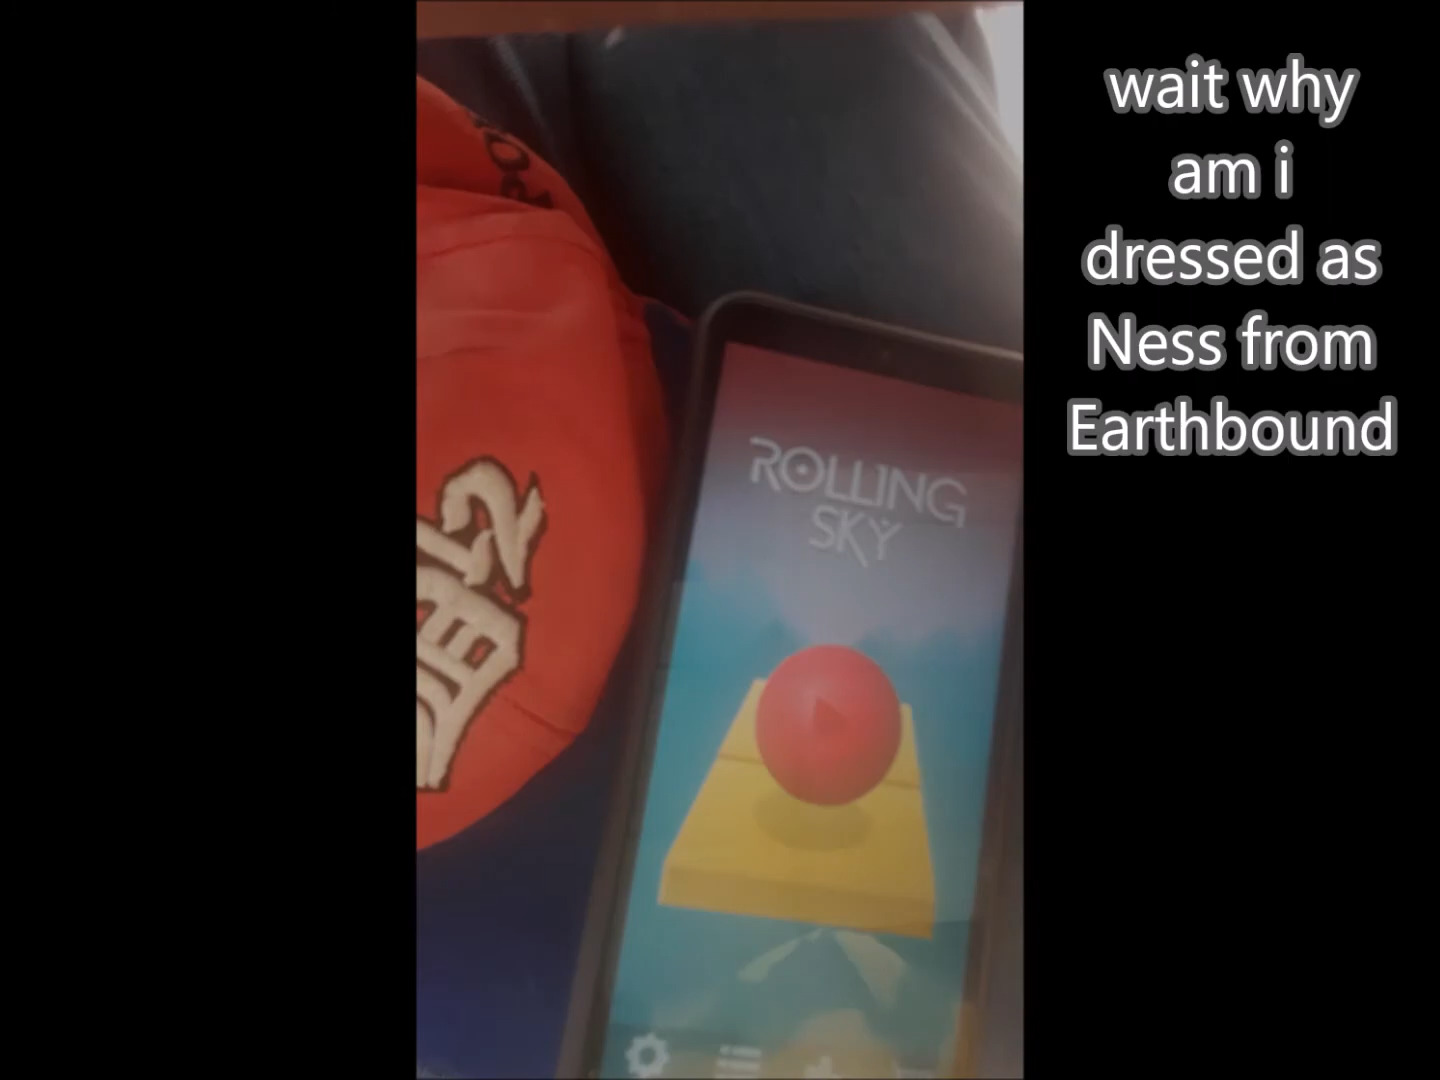 wait why
am i
dressed as
Ness from
Earthbound
ROLLING
SKY